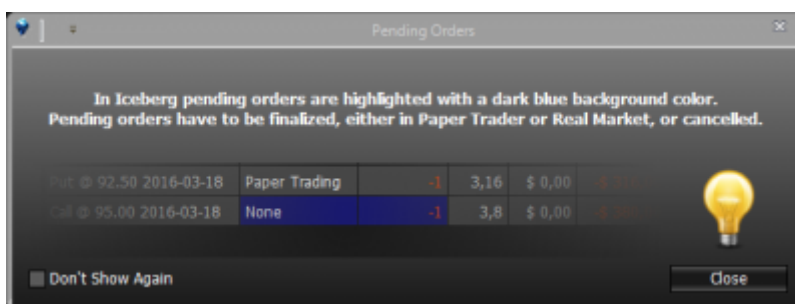 Pending Orders
In Iceberg pending orders are highlighted with a dark blue background color.
Pending orders have to be finalized, either in Paper Trader or Real Market, or cancelled.
Put @ 92.50 2016-03-18 Paper Trading -1 3,16 $ 0,00
Call @ 95.00 2016-03-18 None -1 3,8 $ 0,00
Don't Show Again
Close